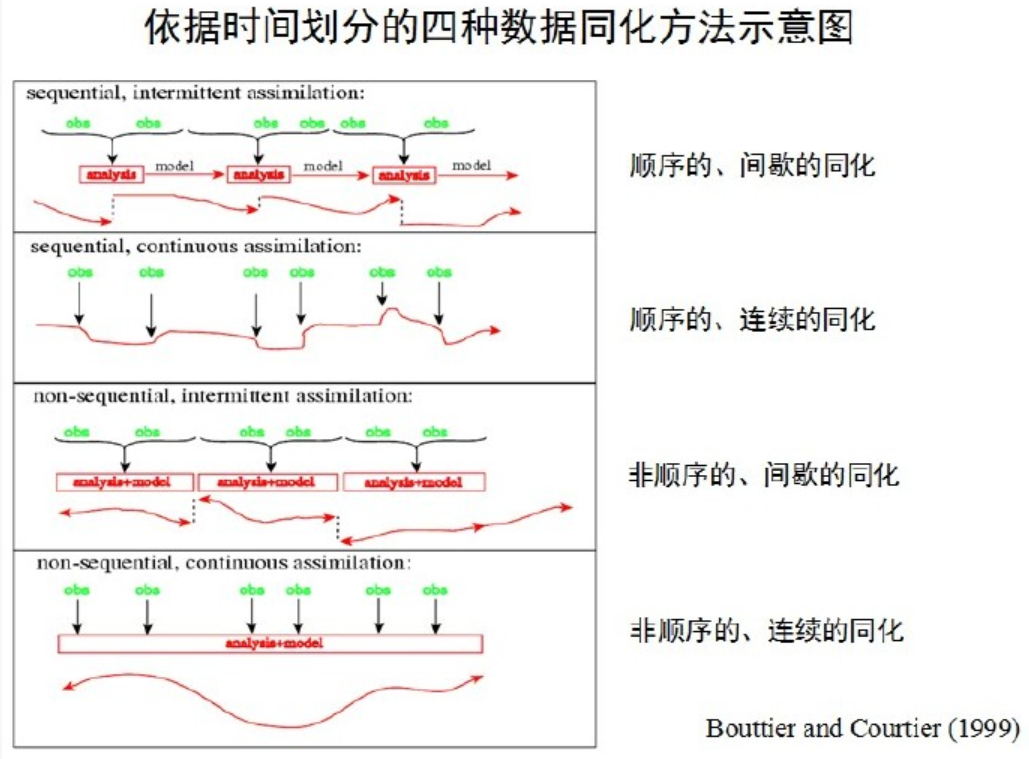 依据时间划分的四种数据同化方法示意图
sequential, intermittent assimilation:
obs obs obs obs obs obs
analysis model analysis model analysis model
顺序的、间歇的同化
sequential, continuous assimilation:
obs obs obs obs obs obs
顺序的、连续的同化
non-sequential, intermittent assimilation:
obs obs obs obs obs obs
analysis+model analysis+model analysis+model
非顺序的、间歇的同化
non-sequential, continuous assimilation:
obs obs obs obs obs obs
analysis+model
非顺序的、连续的同化
Bouttier and Courtier (1999)